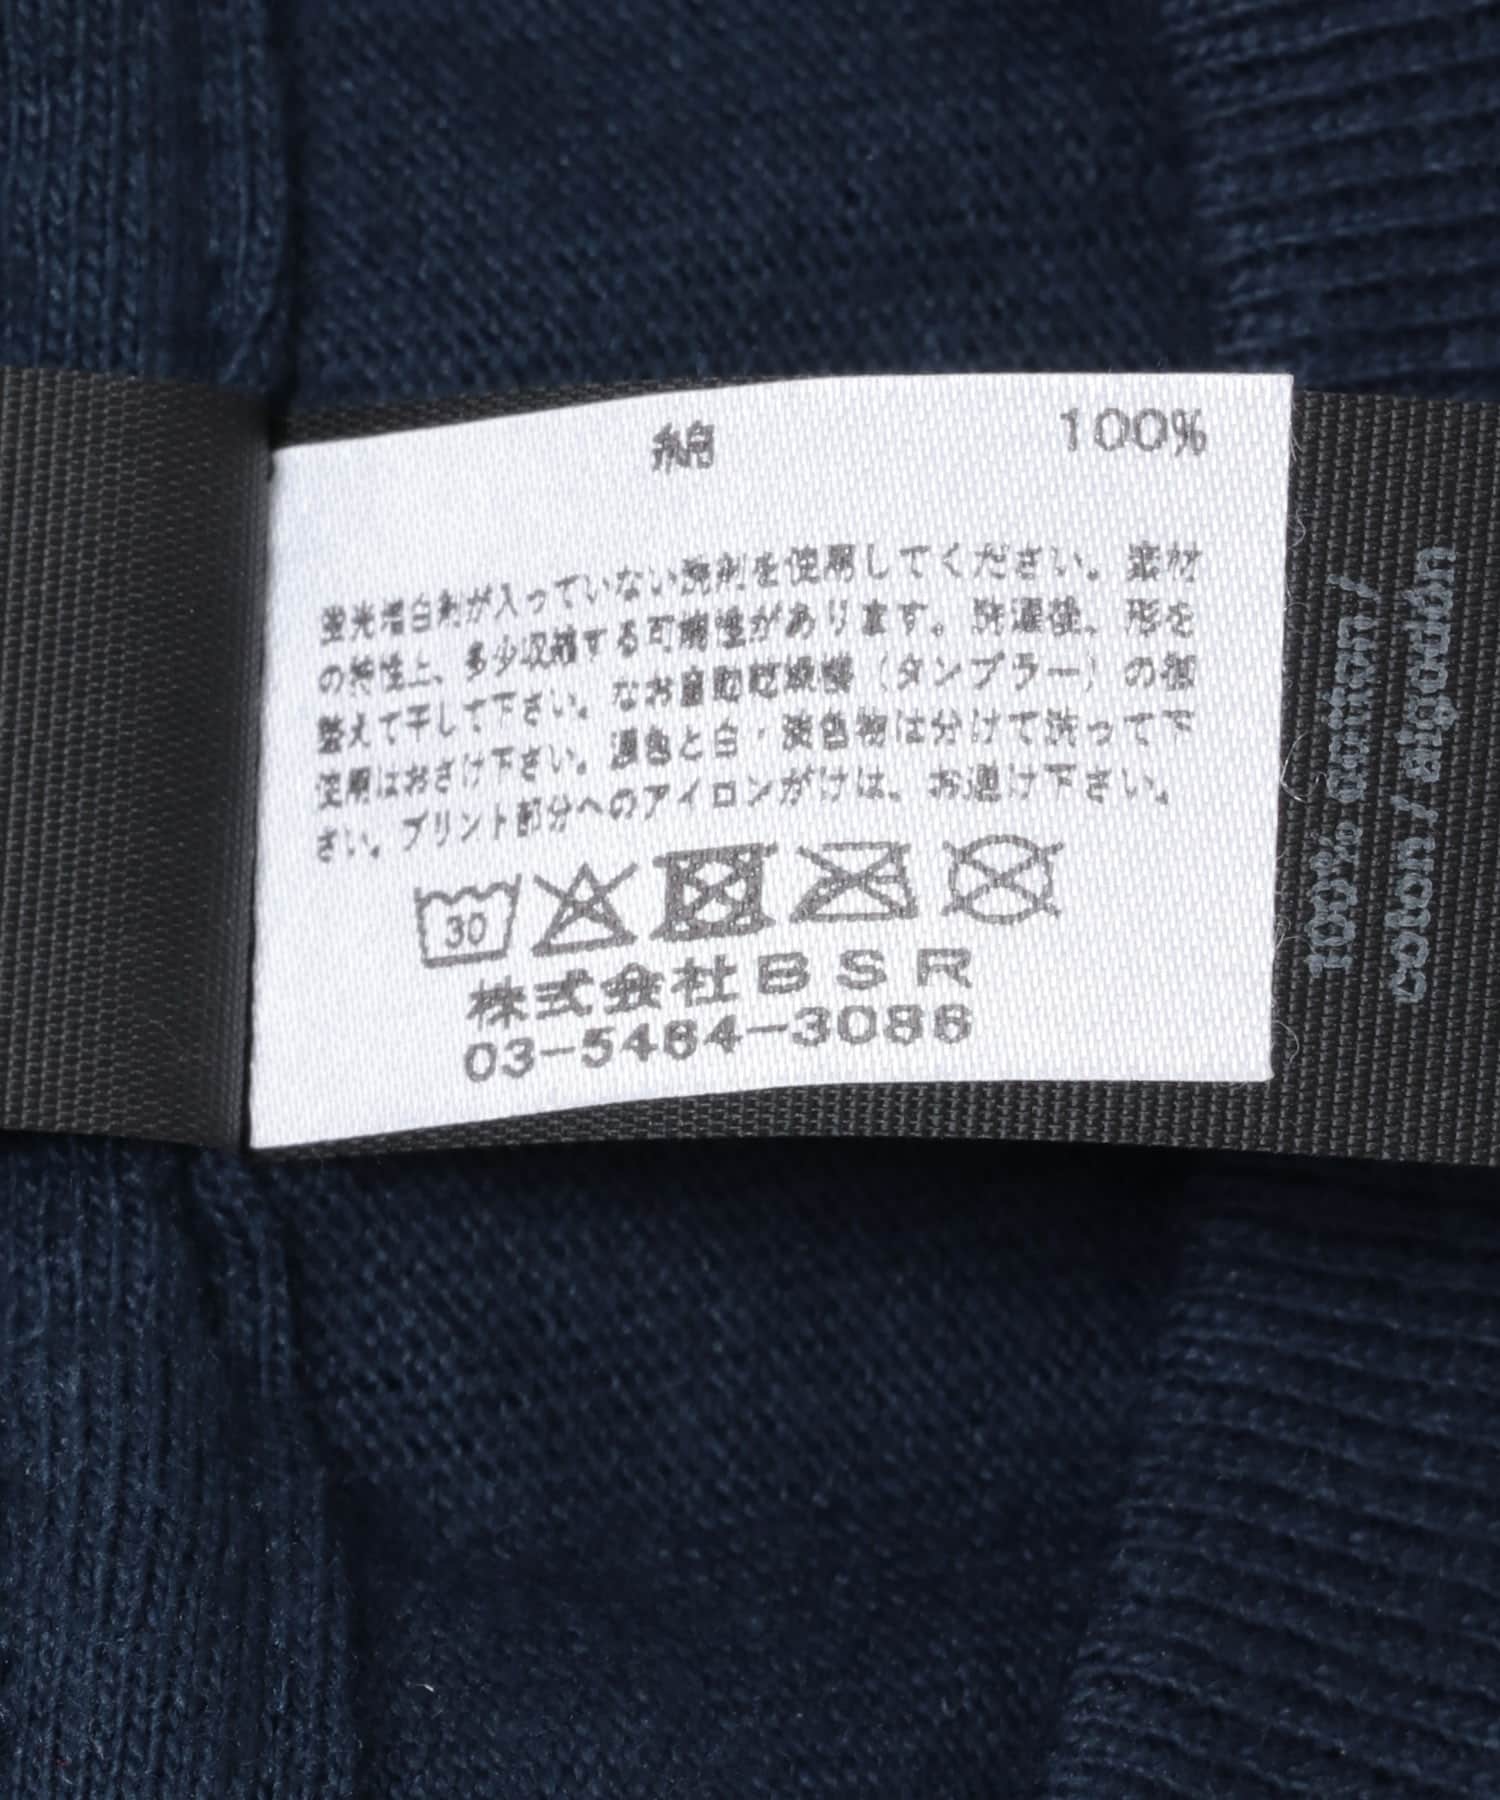 綿 100%
蛍光増白剤が入っていない洗剤を使用してください。素材
の特性上、多少収縮する可能性があります。洗濯後、形を
整えて干して下さい。なお自動乾燥機（タンブラー）の御
使用はおさけ下さい。濃色と白・淡色物は分けて洗って下
さい。プリント部分へのアイロンがけは、お避け下さい。
30
株式会社BSR
03-5464-3086
100% cotton /
coton / algodón